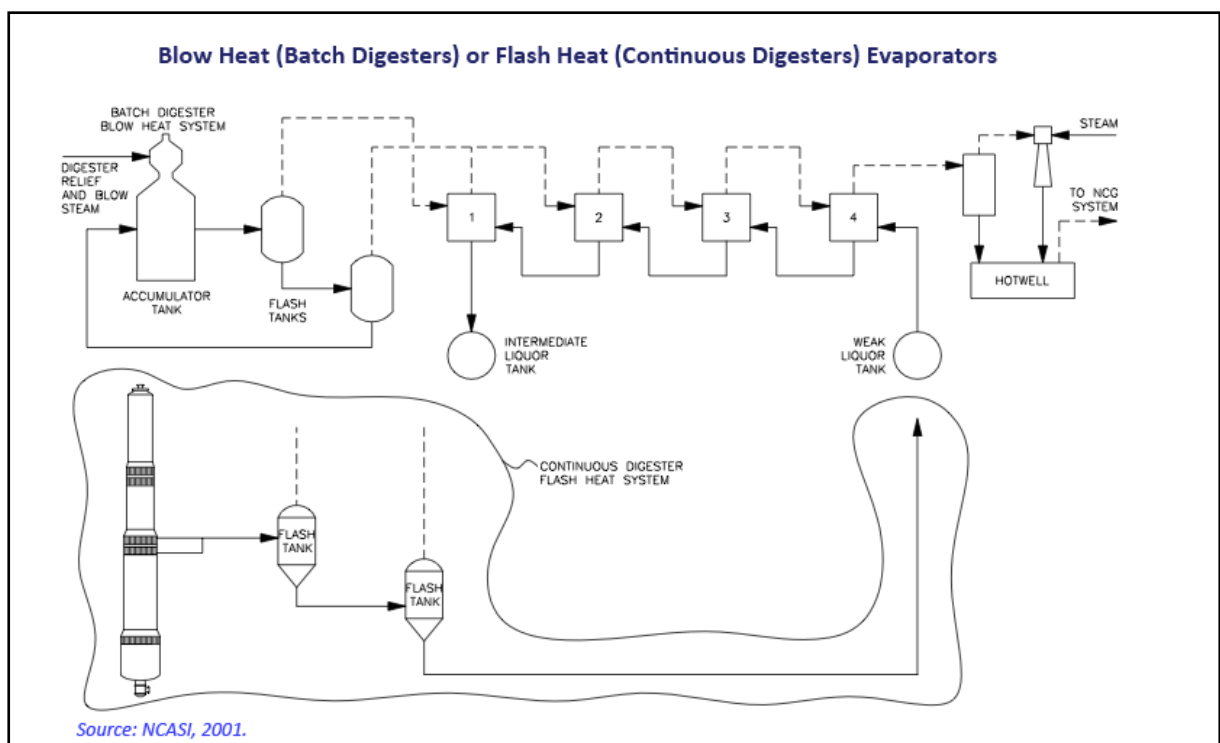 Blow Heat (Batch Digesters) or Flash Heat (Continuous Digesters) Evaporators
BATCH DIGESTER
BLOW HEAT SYSTEM
DIGESTER
RELIEF
AND BLOW
STEAM
ACCUMULATOR
TANK
FLASH
TANKS
1
2
3
4
STEAM
TO NCG
SYSTEM
HOTWELL
INTERMEDIATE
LIQUOR
TANK
WEAK
LIQUOR
TANK
CONTINUOUS DIGESTER
FLASH HEAT SYSTEM
FLASH
TANK
FLASH
TANK
Source: NCASI, 2001.